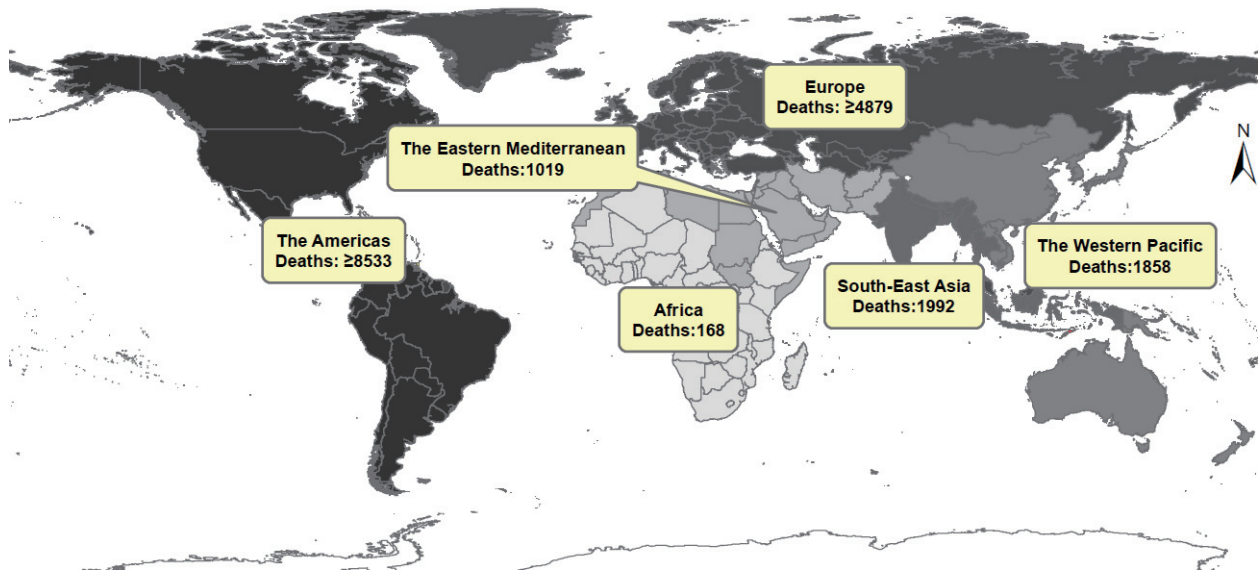 Europe
Deaths: ≥4879
The Eastern Mediterranean
Deaths:1019
N
The Americas
Deaths: ≥8533
The Western Pacific
Deaths:1858
South-East Asia
Deaths:1992
Africa
Deaths:168